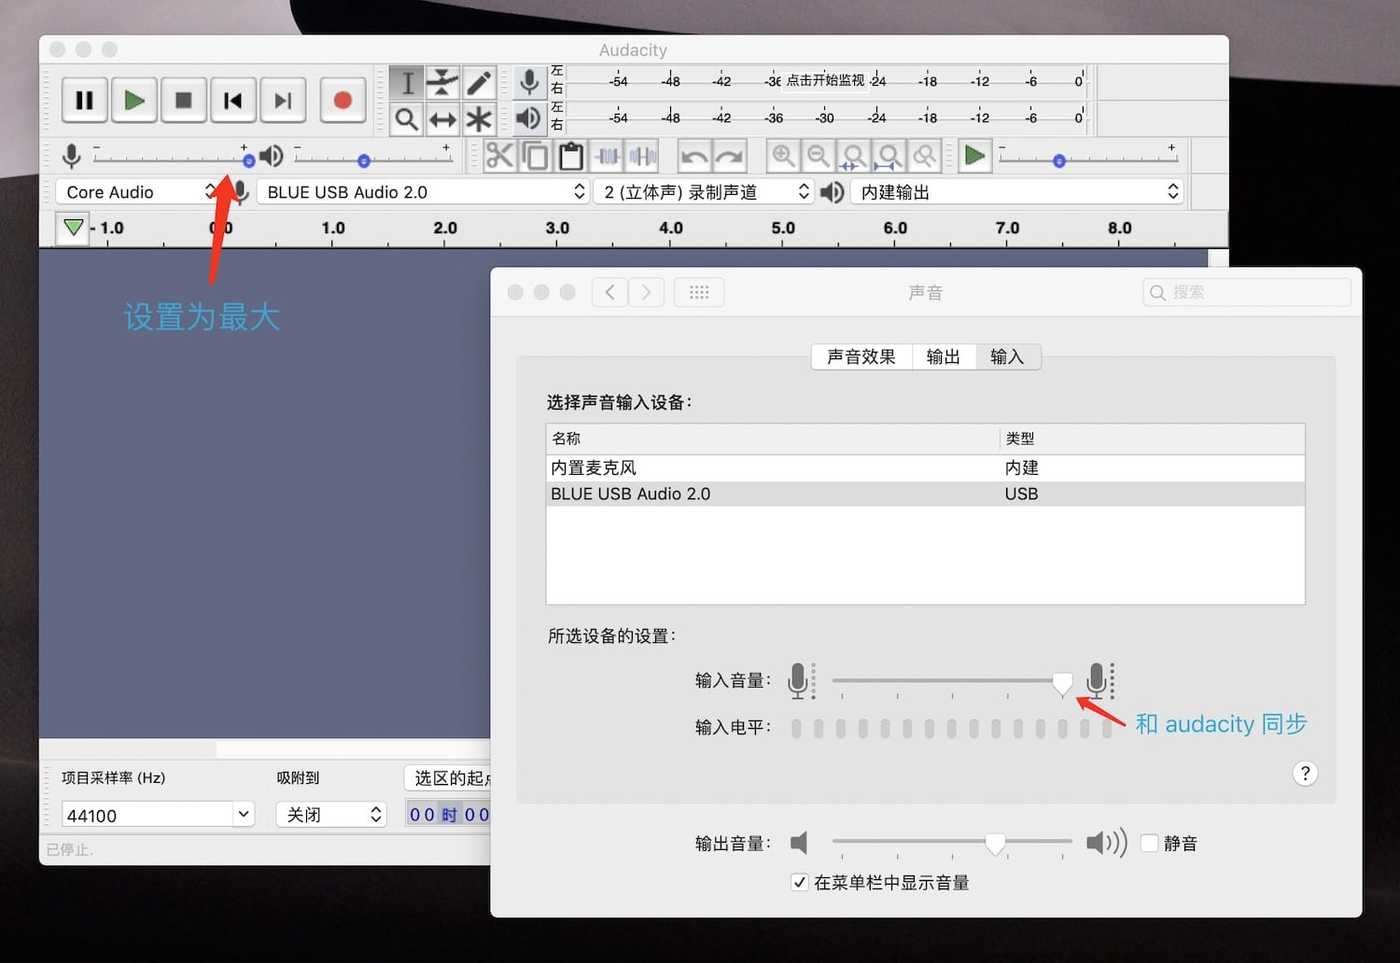 Audacity
左
右
-54 -48 -42 -36 点击开始监视 -24 -18 -12 -6 0
左
右
-54 -48 -42 -36 -30 -24 -18 -12 -6 0
- + - + - +
Core Audio BLUE USB Audio 2.0 2 (立体声) 录制声道 内建输出
-1.0 0.0 1.0 2.0 3.0 4.0 5.0 6.0 7.0 8.0
设置为最大
声音
搜索
声音效果 输出 输入
选择声音输入设备：
名称 类型
内置麦克风 内建
BLUE USB Audio 2.0 USB
所选设备的设置：
输入音量：
输入电平：
和 audacity 同步
?
输出音量： 静音
在菜单栏中显示音量
项目采样率 (Hz) 吸附到 选区的起点
44100 关闭 00 时 00
已停止.